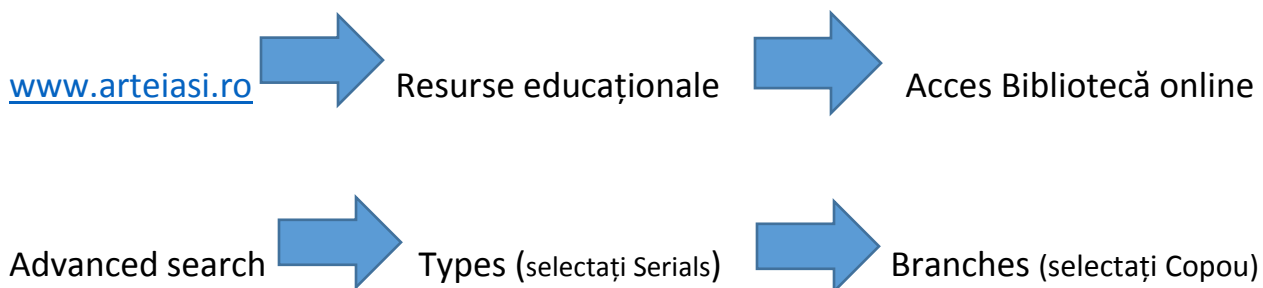 www.arteiasi.ro Resurse educaționale Acces Bibliotecă online
Advanced search Types (selectați Serials) Branches (selectați Copou)